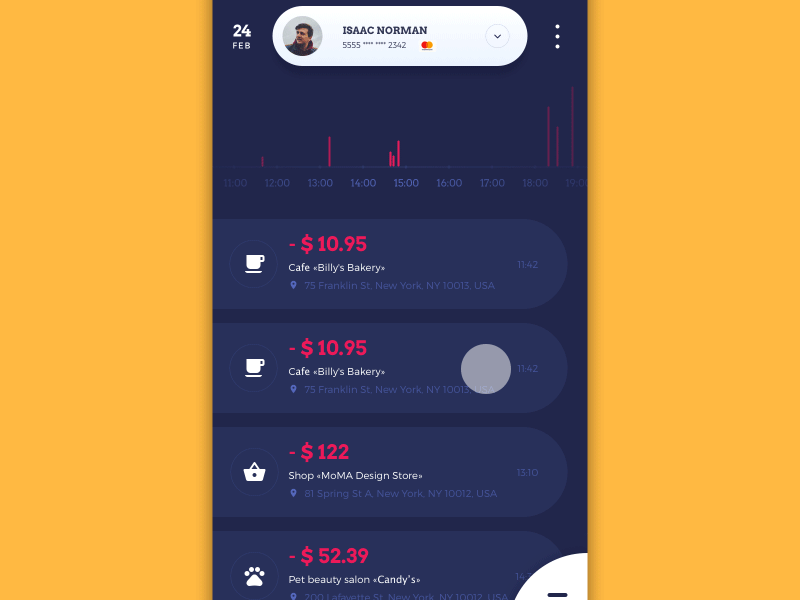 24
FEB
ISAAC NORMAN
5555 **** **** 2342
11:00 12:00 13:00 14:00 15:00 16:00 17:00 18:00
- $ 10.95
Cafe «Billy's Bakery»
75 Franklin St, New York, NY 10013, USA
11:42
- $ 10.95
Cafe «Billy's Bakery»
75 Franklin St, New York, NY 10013, USA
11:42
- $ 122
Shop «MoMA Design Store»
81 Spring St A, New York, NY 10012, USA
13:10
- $ 52.39
Pet beauty salon «Candy's»
200 Lafayette St, New York, NY 10012, USA